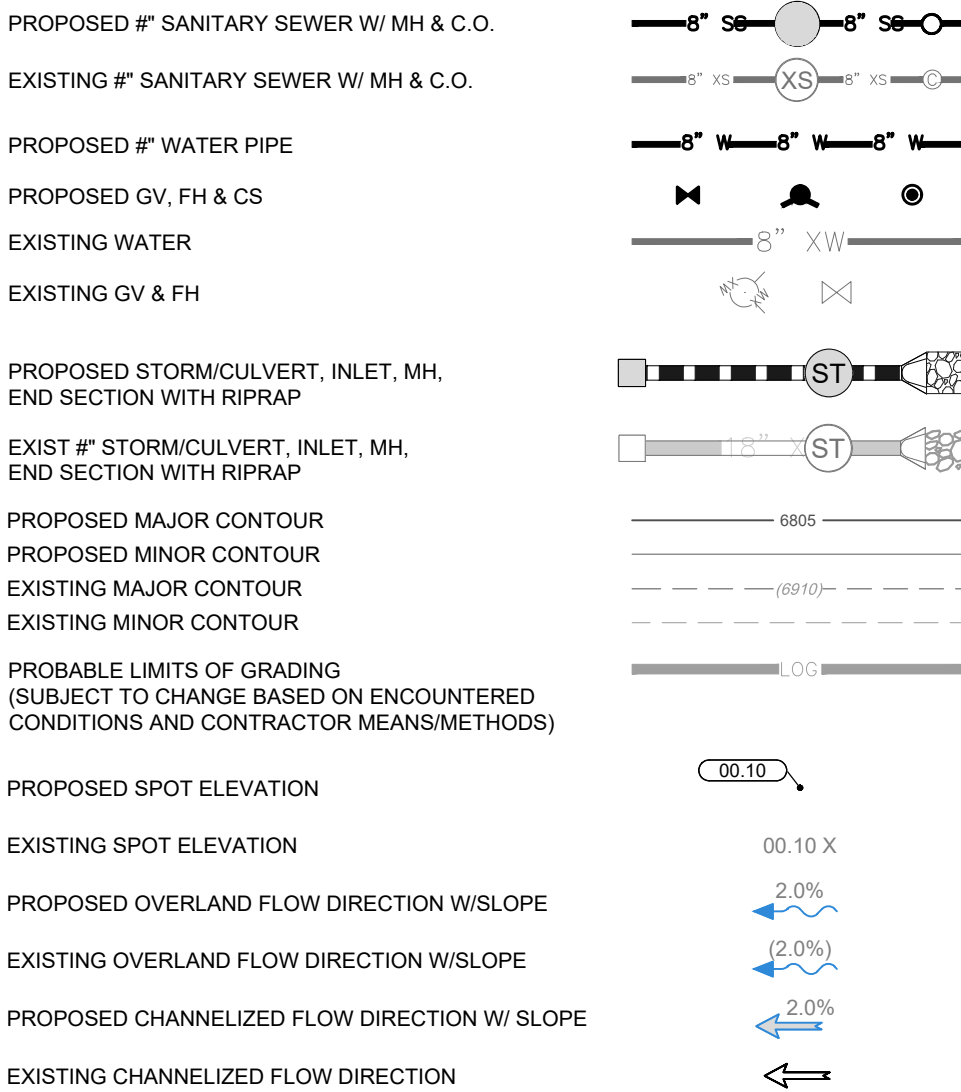 PROPOSED #" SANITARY SEWER W/ MH & C.O. 8" SS 8" SS
EXISTING #" SANITARY SEWER W/ MH & C.O. 8" XS XS 8" XS C
PROPOSED #" WATER PIPE 8" W 8" W 8" W
PROPOSED GV, FH & CS
EXISTING WATER 8" XW
EXISTING GV & FH XW
PROPOSED STORM/CULVERT, INLET, MH, ST
END SECTION WITH RIPRAP
EXIST #" STORM/CULVERT, INLET, MH, 18" X ST
END SECTION WITH RIPRAP
PROPOSED MAJOR CONTOUR 6805
PROPOSED MINOR CONTOUR
EXISTING MAJOR CONTOUR (6910)
EXISTING MINOR CONTOUR
PROBABLE LIMITS OF GRADING LOG
(SUBJECT TO CHANGE BASED ON ENCOUNTERED
CONDITIONS AND CONTRACTOR MEANS/METHODS)
PROPOSED SPOT ELEVATION 00.10
EXISTING SPOT ELEVATION 00.10 X
PROPOSED OVERLAND FLOW DIRECTION W/SLOPE 2.0%
EXISTING OVERLAND FLOW DIRECTION W/SLOPE (2.0%)
PROPOSED CHANNELIZED FLOW DIRECTION W/ SLOPE 2.0%
EXISTING CHANNELIZED FLOW DIRECTION